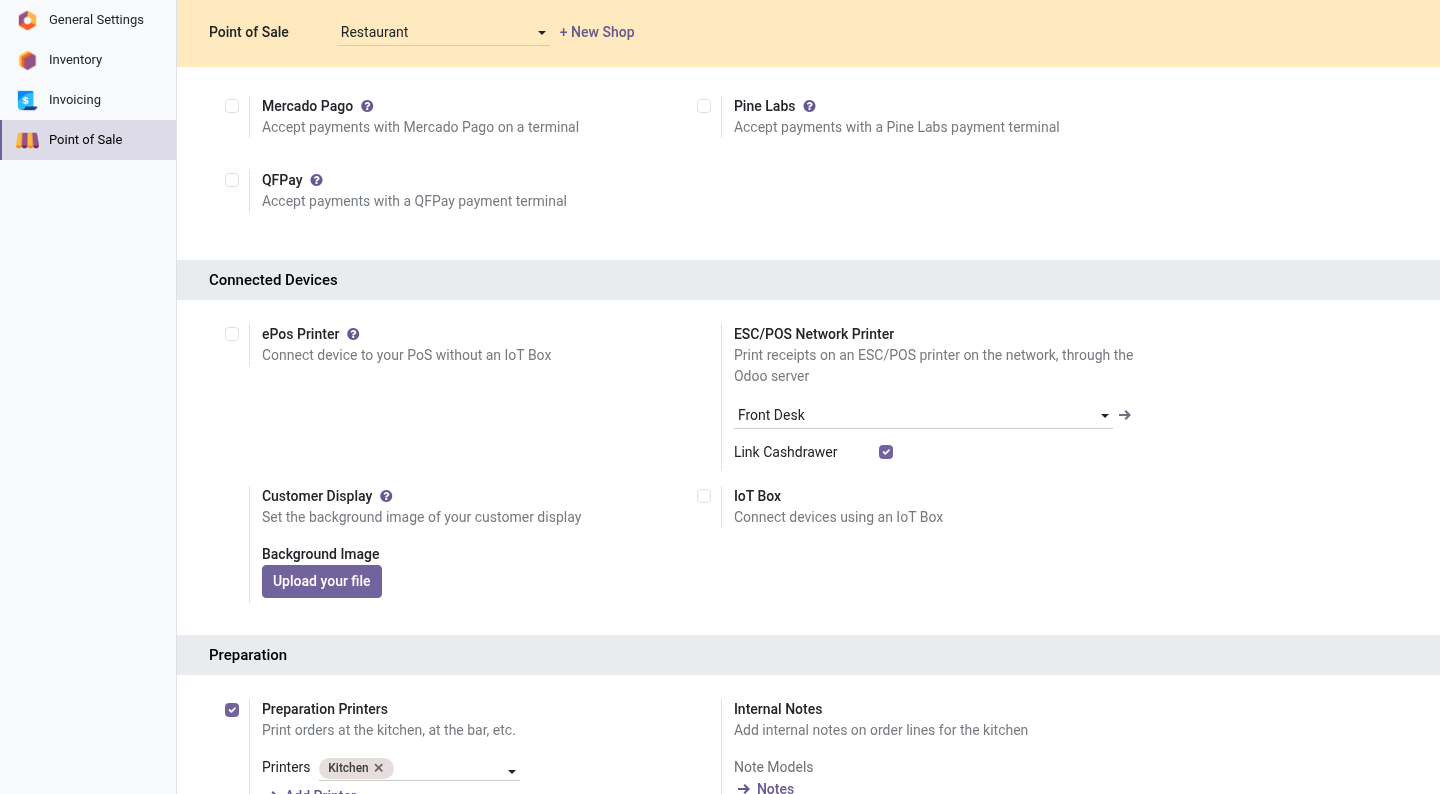 General Settings
Inventory
Invoicing
Point of Sale
Point of Sale
Restaurant
+ New Shop
Mercado Pago
Accept payments with Mercado Pago on a terminal
Pine Labs
Accept payments with a Pine Labs payment terminal
QFPay
Accept payments with a QFPay payment terminal
Connected Devices
ePos Printer
Connect device to your PoS without an IoT Box
ESC/POS Network Printer
Print receipts on an ESC/POS printer on the network, through the
Odoo server
Front Desk
Link Cashdrawer
Customer Display
Set the background image of your customer display
Background Image
Upload your file
IoT Box
Connect devices using an IoT Box
Preparation
Preparation Printers
Print orders at the kitchen, at the bar, etc.
Printers
Kitchen
Add Printer
Internal Notes
Add internal notes on order lines for the kitchen
Note Models
Notes